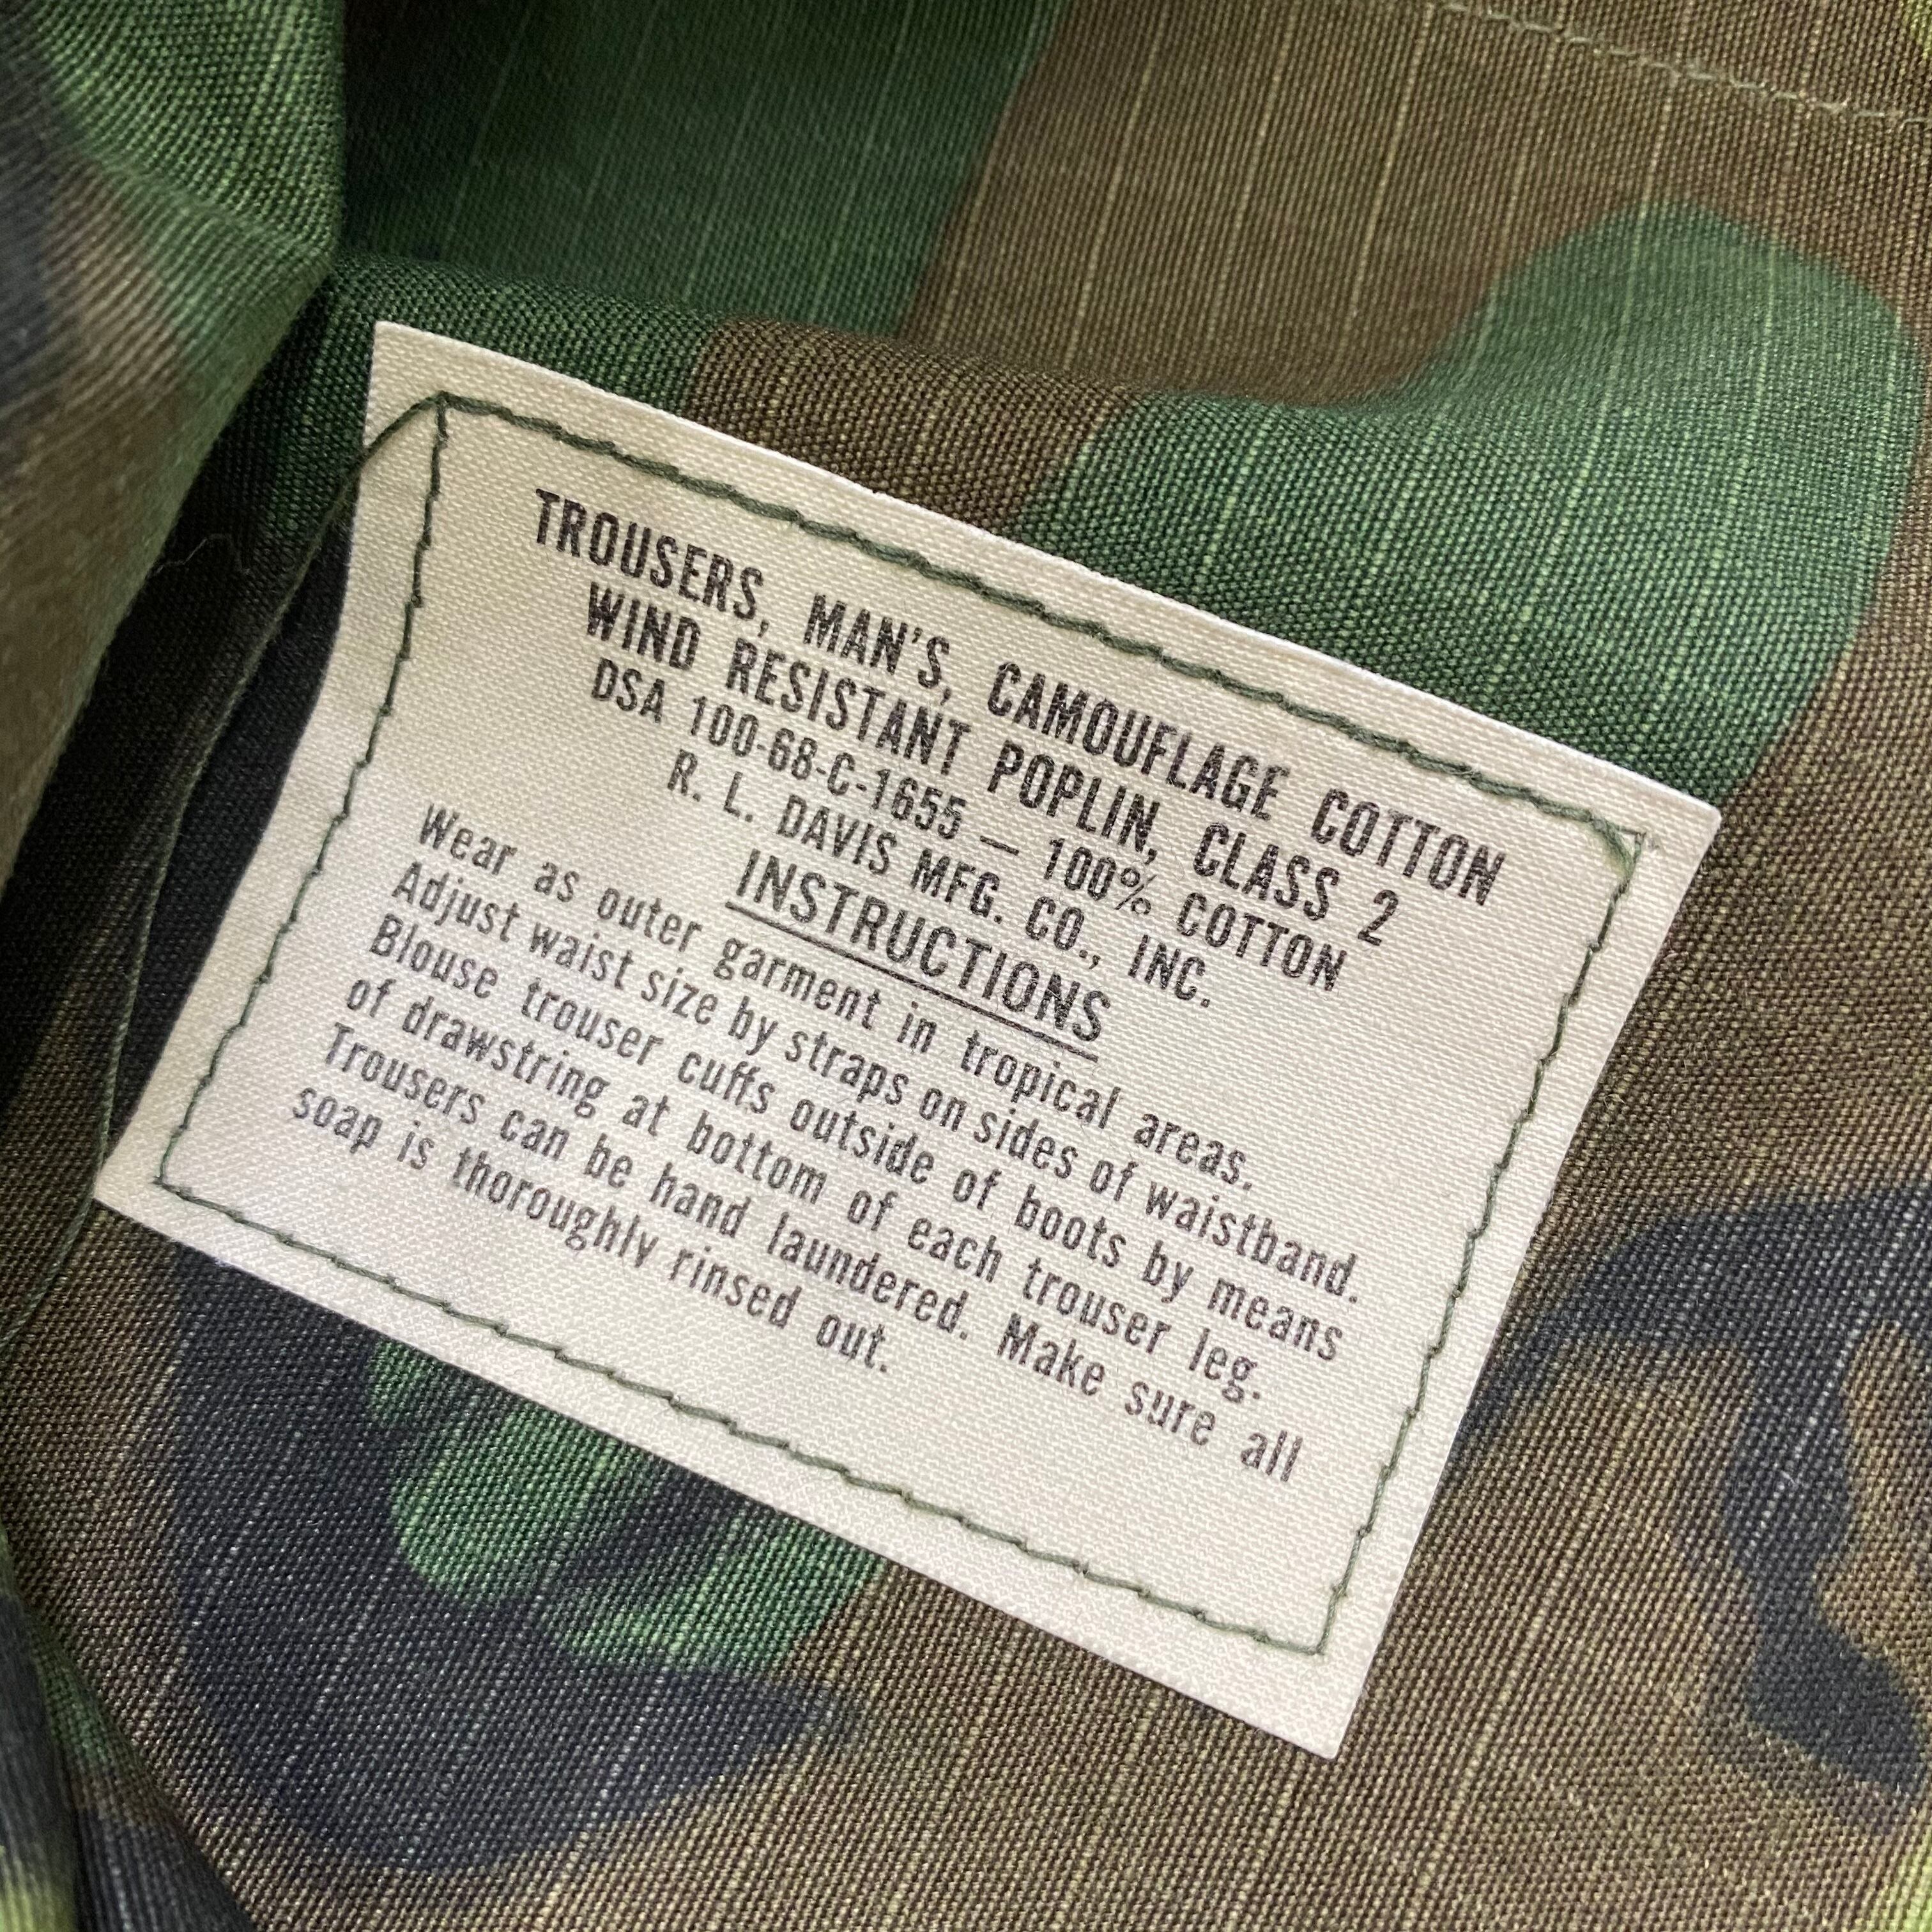 TROUSERS, MAN'S, CAMOUFLAGE COTTON
WIND RESISTANT POPLIN, CLASS 2
DSA 100-68-C-1655 — 100% COTTON
R. L. DAVIS MFG. CO., INC.
INSTRUCTIONS
Wear as outer garment in tropical areas.
Adjust waist size by straps on sides of waistband.
Blouse trouser cuffs outside of boots by means
of drawstring at bottom of each trouser leg.
Trousers can be hand laundered. Make sure all
soap is thoroughly rinsed out.